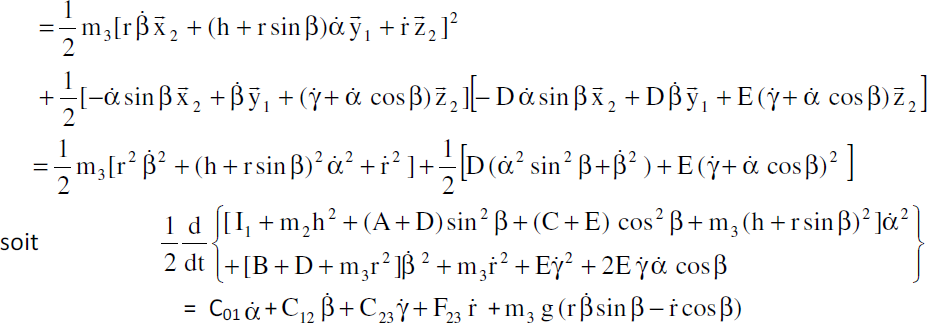 = 1/2 m₃[r β̇ x⃗₂ + (h + r sin β)α̇ y⃗₁ + ṙ z⃗₂]²
+ 1/2 [−α̇ sin β x⃗₂ + β̇ y⃗₁ + (γ̇ + α̇ cos β) z⃗₂][− D α̇ sin β x⃗₂ + D β̇ y⃗₁ + E (γ̇ + α̇ cos β) z⃗₂]
= 1/2 m₃[r² β̇² + (h + r sin β)² α̇² + ṙ²] + 1/2 [D (α̇² sin² β + β̇²) + E (γ̇ + α̇ cos β)²]
soit 1/2 d/dt { [I₁ + m₂h² + (A + D) sin² β + (C + E) cos² β + m₃ (h + r sin β)²]α̇²
+ [B + D + m₃r²]β̇² + m₃ṙ² + Eγ̇² + 2E γ̇ α̇ cos β }
= C₀₁ α̇ + C₁₂ β̇ + C₂₃ γ̇ + F₂₃ ṙ + m₃ g (r β̇ sin β − ṙ cos β)